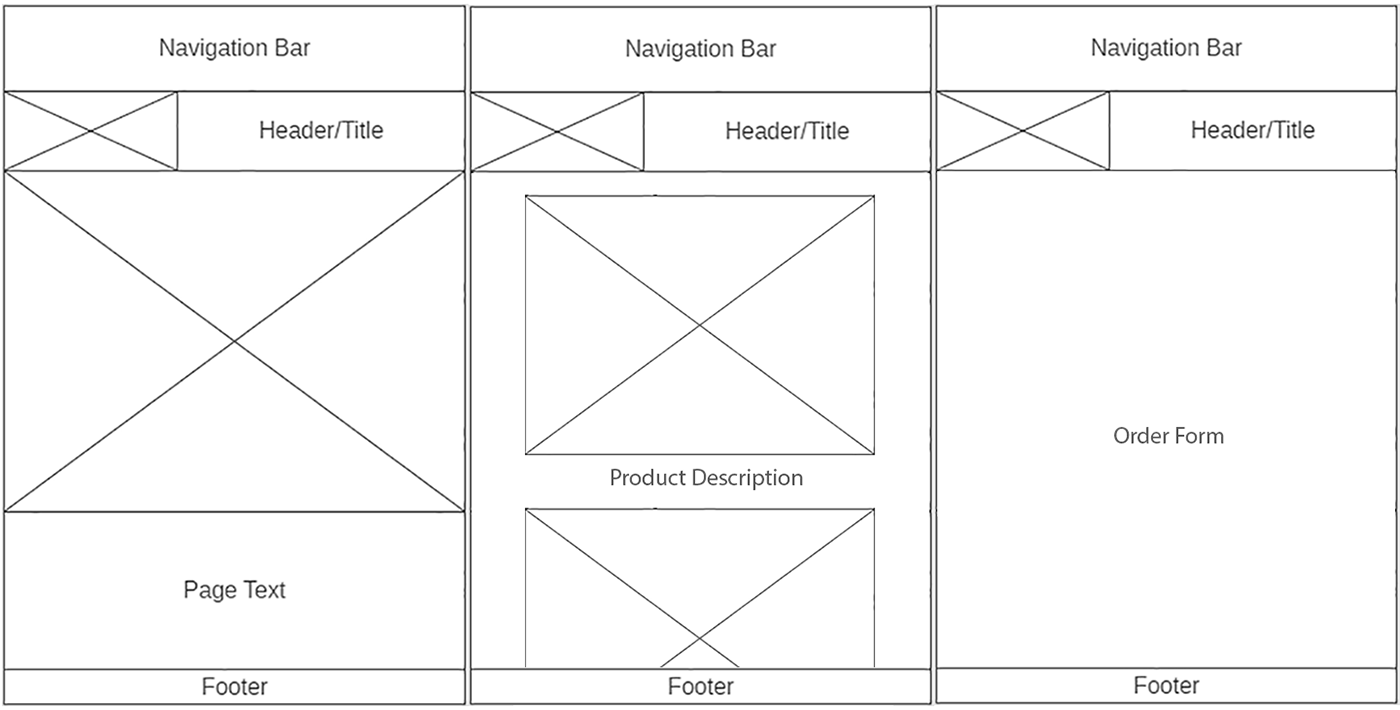 Navigation Bar
Header/Title
Page Text
Footer
Navigation Bar
Header/Title
Product Description
Footer
Navigation Bar
Header/Title
Order Form
Footer